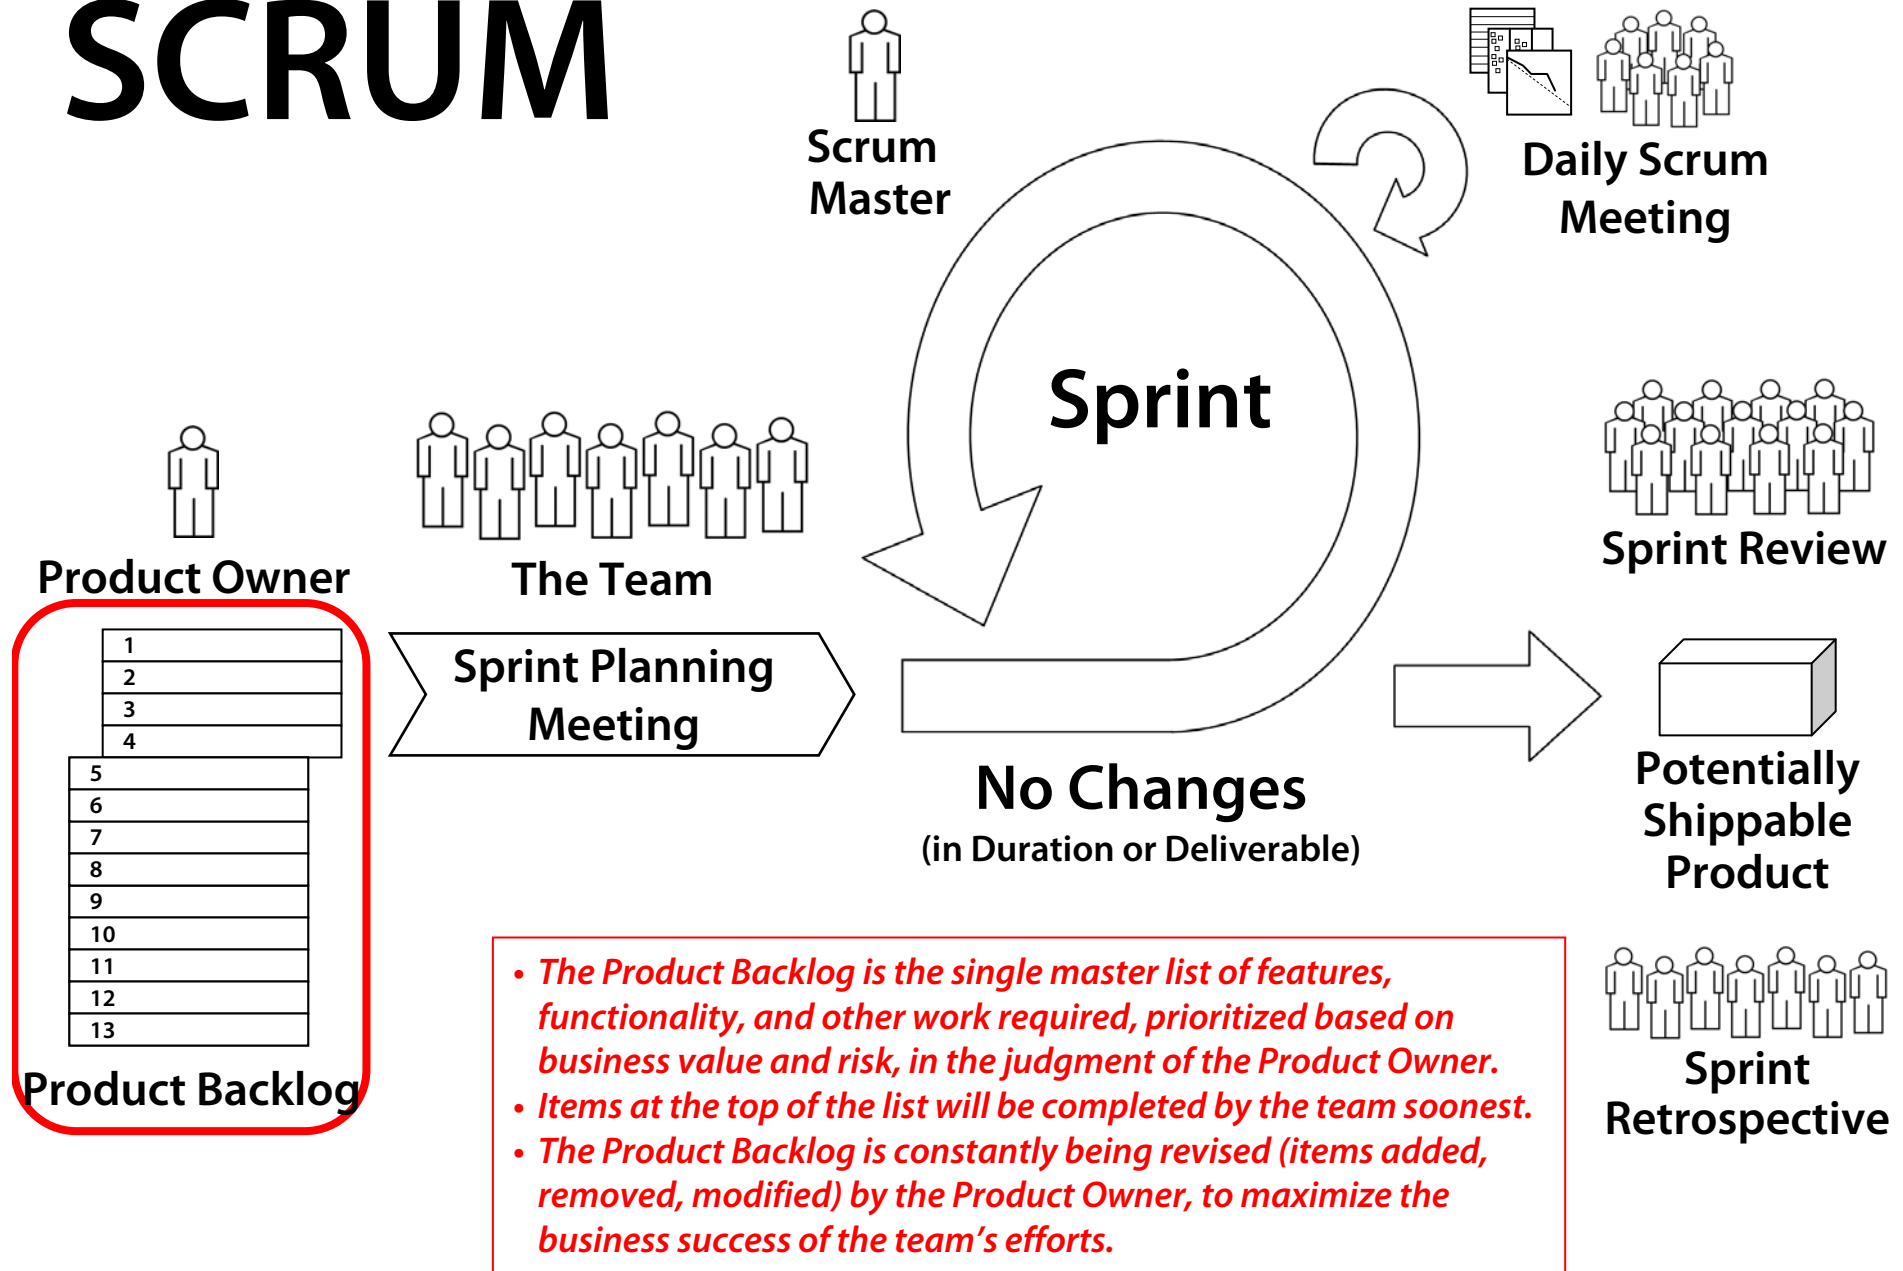 SCRUM
Scrum
Master
Daily Scrum
Meeting
Sprint
Product Owner
The Team
Sprint Review
1
2
3
4
5
6
7
8
9
10
11
12
13
Product Backlog
Sprint Planning
Meeting
No Changes
(in Duration or Deliverable)
Potentially
Shippable
Product
Sprint
Retrospective
• The Product Backlog is the single master list of features,
functionality, and other work required, prioritized based on
business value and risk, in the judgment of the Product Owner.
• Items at the top of the list will be completed by the team soonest.
• The Product Backlog is constantly being revised (items added,
removed, modified) by the Product Owner, to maximize the
business success of the team’s efforts.